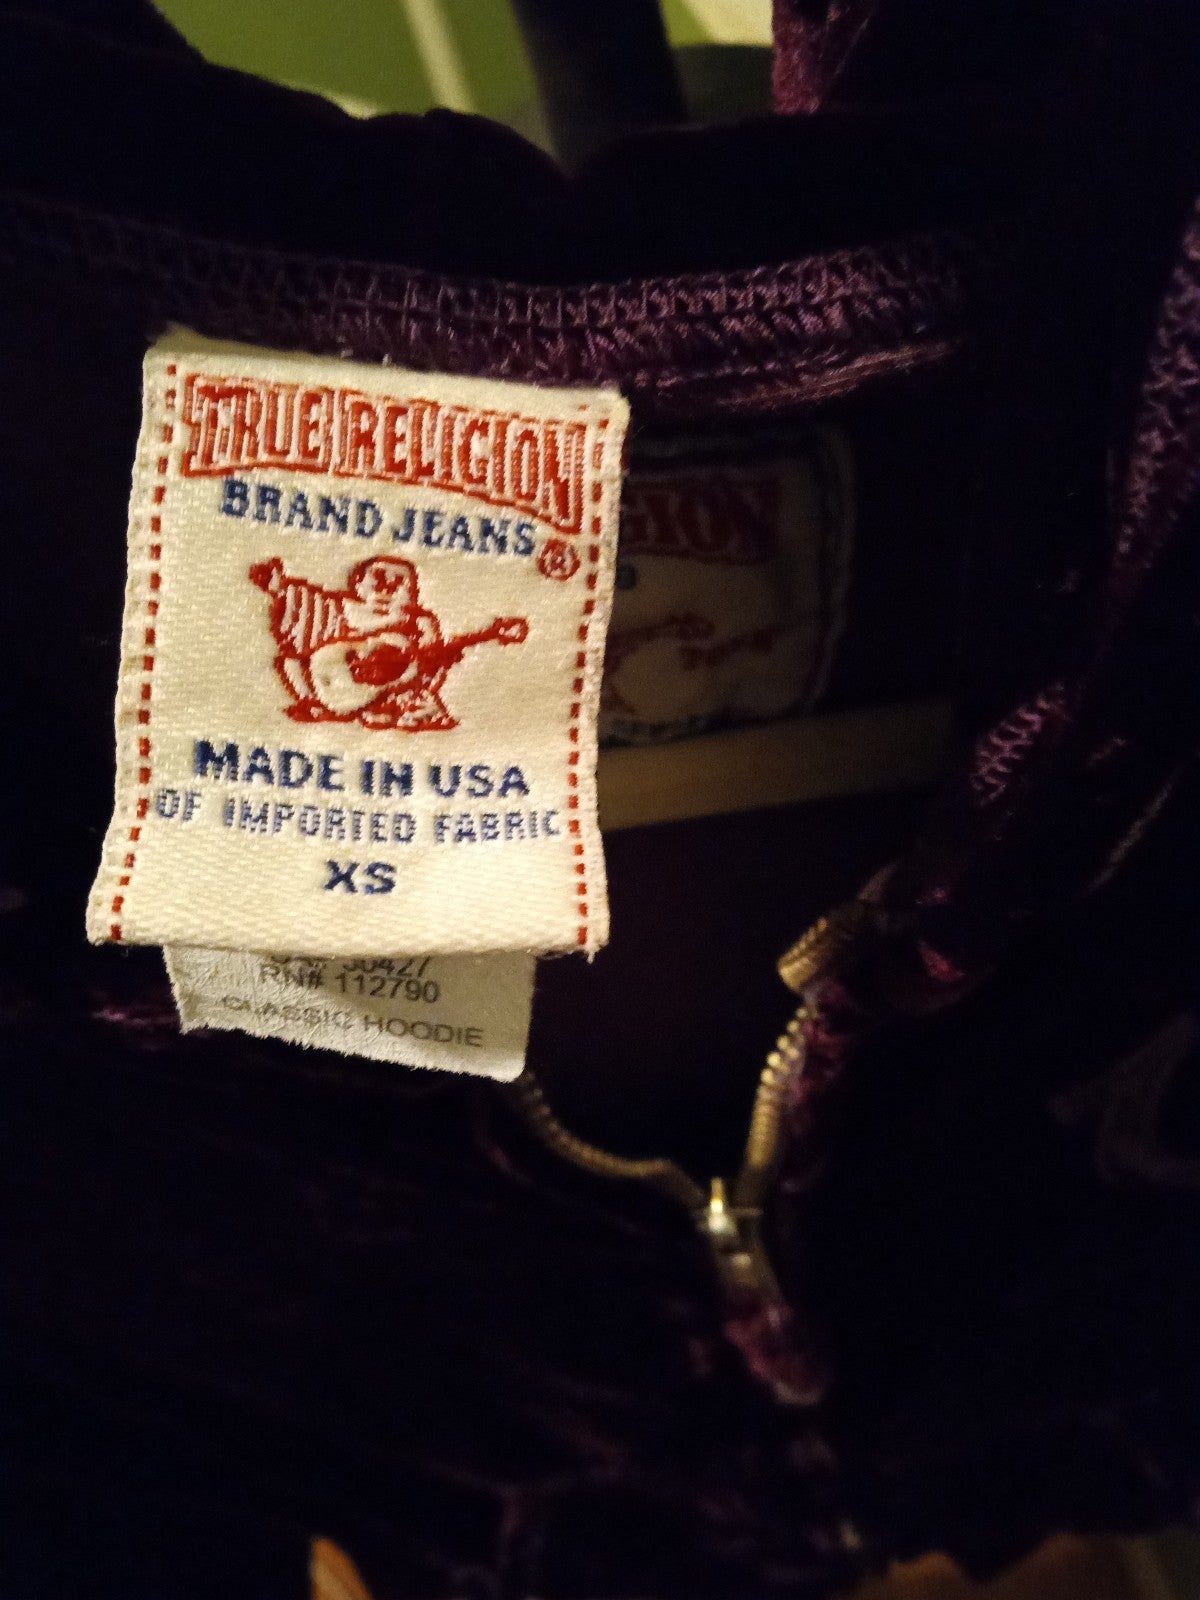 TRUE RELIGION
BRAND JEANS®
MADE IN USA
OF IMPORTED FABRIC
XS
RN# 112790
CLASSIC HOODIE